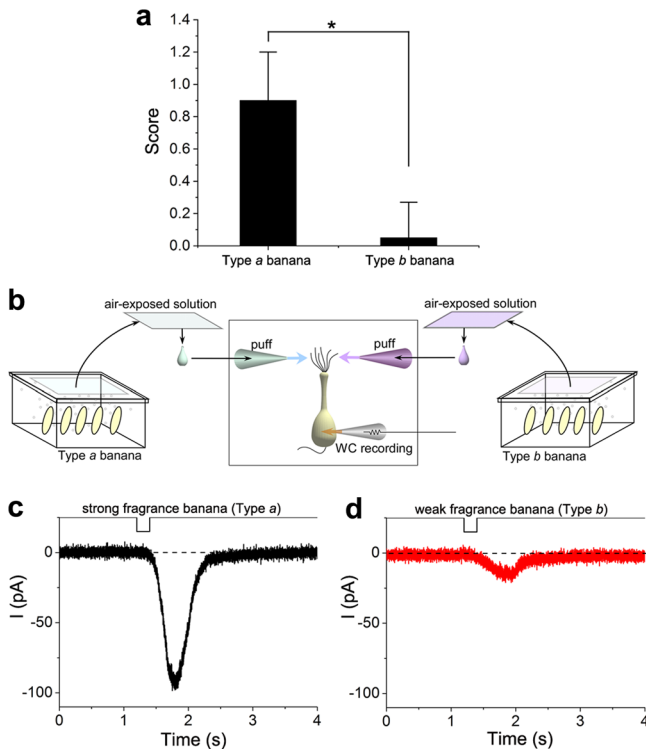 a
*
Score
1.4
1.2
1.0
0.8
0.6
0.4
0.2
0.0
Type a banana
Type b banana
b
air-exposed solution
air-exposed solution
puff
puff
WC recording
Type a banana
Type b banana
c
strong fragrance banana (Type a)
I (pA)
0
-50
-100
0
1
2
3
4
Time (s)
d
weak fragrance banana (Type b)
I (pA)
0
-50
-100
0
1
2
3
4
Time (s)